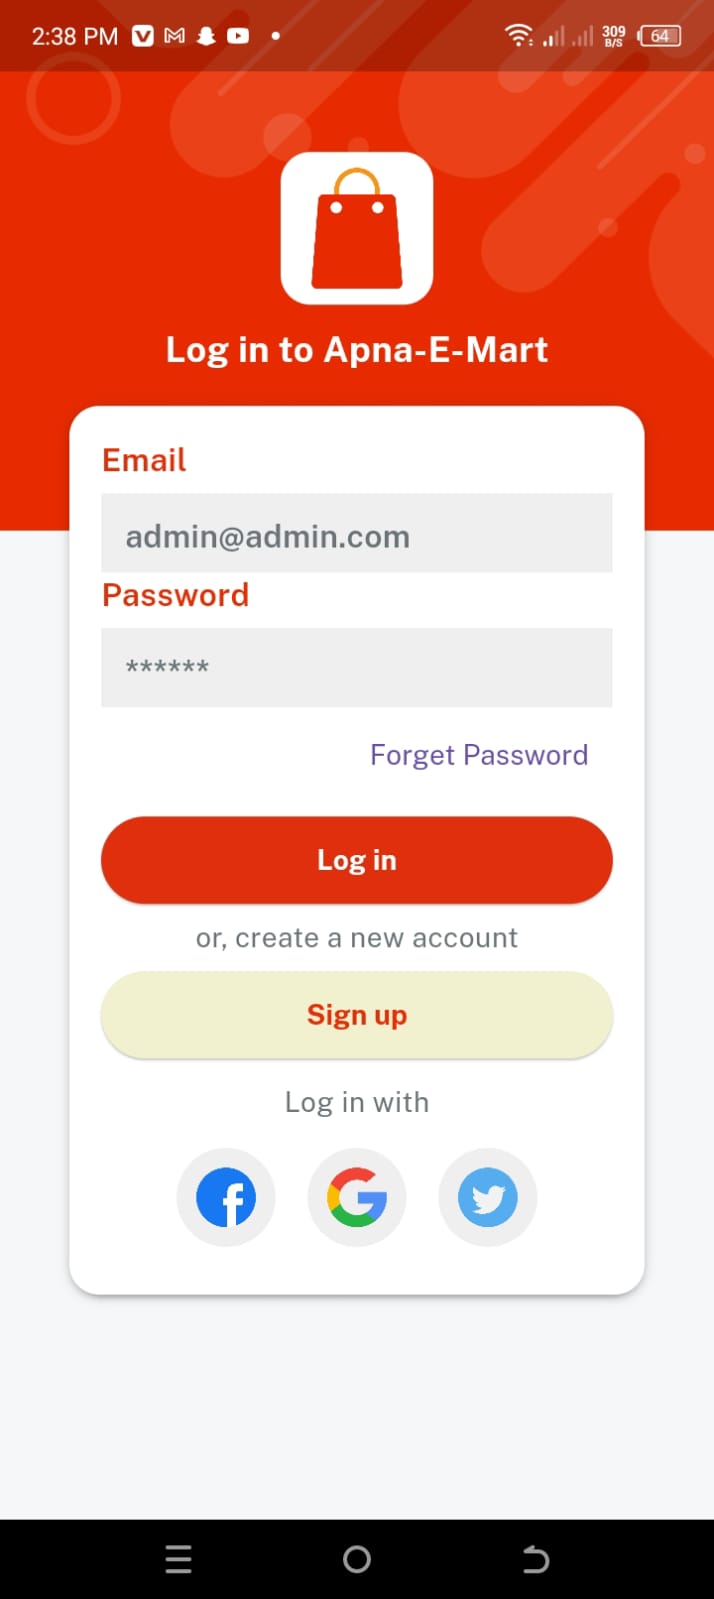 2:38 PM
309
B/S
64
Log in to Apna-E-Mart
Email
admin@admin.com
Password
******
Forget Password
Log in
or, create a new account
Sign up
Log in with